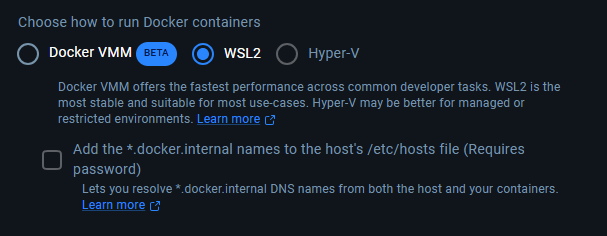 Choose how to run Docker containers
Docker VMM BETA WSL2 Hyper-V
Docker VMM offers the fastest performance across common developer tasks. WSL2 is the
most stable and suitable for most use-cases. Hyper-V may be better for managed or
restricted environments. Learn more
Add the *.docker.internal names to the host's /etc/hosts file (Requires
password)
Lets you resolve *.docker.internal DNS names from both the host and your containers.
Learn more